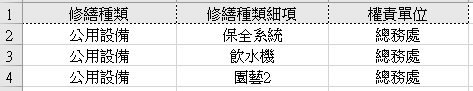 1 修繕種類 修繕種類細項 權責單位
2 公用設備 保全系統 總務處
3 公用設備 飲水機 總務處
4 公用設備 園藝2 總務處